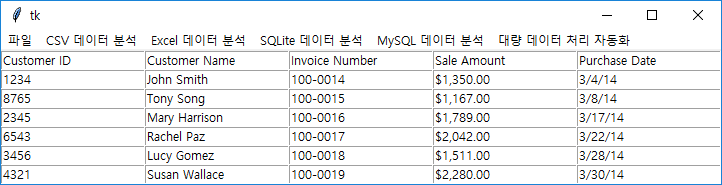 tk
파일 CSV 데이터 분석 Excel 데이터 분석 SQLite 데이터 분석 MySQL 데이터 분석 대량 데이터 처리 자동화
Customer ID Customer Name Invoice Number Sale Amount Purchase Date
1234 John Smith 100-0014 $1,350.00 3/4/14
8765 Tony Song 100-0015 $1,167.00 3/8/14
2345 Mary Harrison 100-0016 $1,789.00 3/17/14
6543 Rachel Paz 100-0017 $2,042.00 3/22/14
3456 Lucy Gomez 100-0018 $1,511.00 3/28/14
4321 Susan Wallace 100-0019 $2,280.00 3/30/14